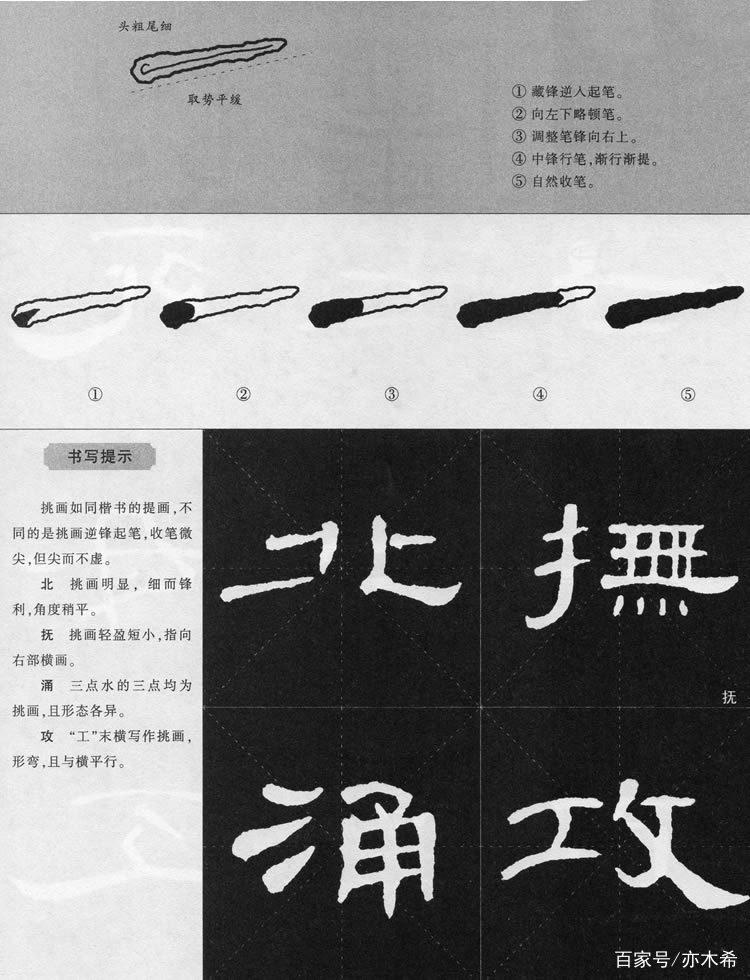 头粗尾细
取势平缓
① 藏锋逆入起笔。
② 向左下略顿笔。
③ 调整笔锋向右上。
④ 中锋行笔,渐行渐提。
⑤ 自然收笔。
① ② ③ ④ ⑤
书写提示
挑画如同楷书的提画,不
同的是挑画逆锋起笔,收笔微
尖,但尖而不虚。
北 挑画明显,细而锋
利,角度稍平。
抚 挑画轻盈短小,指向
右部横画。
涌 三点水的三点均为
挑画,且形态各异。
攻 “工”末横写作挑画,
形弯,且与横平行。
北 撫
抚
涌 攻
百家号/亦木希